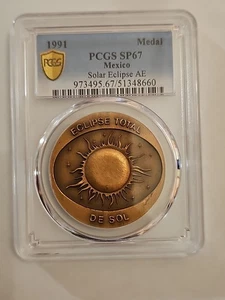 1991 Medal
PCGS SP67
Mexico
Solar Eclipse AE
973495.67/51348660
PCGS
ECLIPSE TOTAL
DE SOL